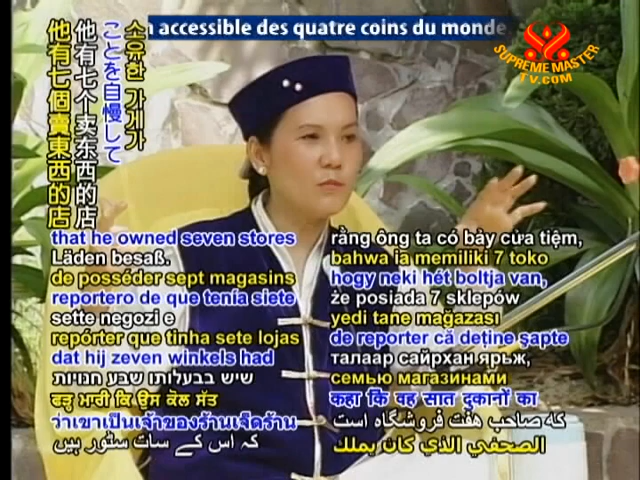 accessible des quatre coins du monde
SUPREME MASTER
TV.COM
他有七個賣東西的店
他有七个卖东西的店
ことを自慢して
소유한 가게가
that he owned seven stores
Läden besaß.
de posséder sept magasins
reportero de que tenía siete
sette negozi e
repórter que tinha sete lojas
dat hij zeven winkels had
שיש בבעלותו שבע חנויות
ਫੜ ਮਾਰੀ ਕਿ ਉਸ ਕੋਲ ਸੱਤ
ว่าเขาเป็นเจ้าของร้านเจ็ดร้าน
کہ اس کے سات سٹور ہیں
rằng ông ta có bảy cửa tiệm,
bahwa ia memiliki 7 toko
hogy neki hét boltja van,
że posiada 7 sklepów
yedi tane mağazası
de reporter că deține șapte
талаар сайрхан ярьж,
семью магазинами
कहा कि वह सात दुकानों का
که صاحب هفت فروشگاه است
الصحفي الذي كان يملك